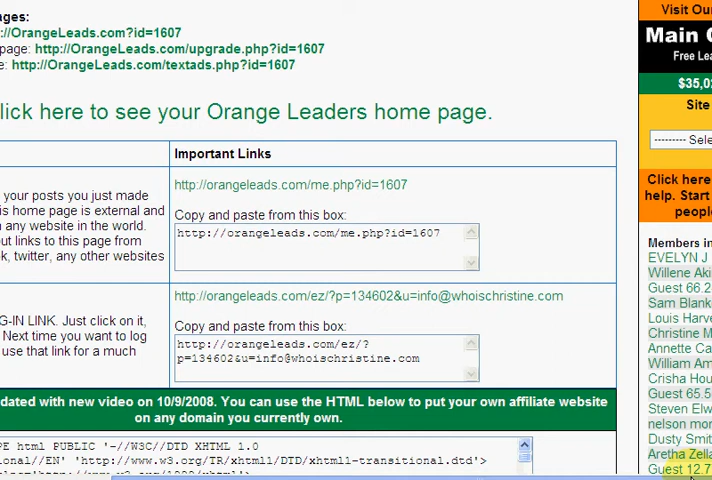 ages:
://OrangeLeads.com?id=1607
page: http://OrangeLeads.com/upgrade.php?id=1607
e: http://OrangeLeads.com/textads.php?id=1607
lick here to see your Orange Leaders home page.
Important Links
your posts you just made
is home page is external and
any website in the world.
ut links to this page from
k, twitter, any other websites
http://orangeleads.com/me.php?id=1607
Copy and paste from this box:
http://orangeleads.com/me.php?id=1607
G-IN LINK. Just click on it,
Next time you want to log
use that link for a much
http://orangeleads.com/ez/?p=134602&u=info@whoischristine.com
Copy and paste from this box:
http://orangeleads.com/ez/?
p=134602&u=info@whoischristine.com
dated with new video on 10/9/2008. You can use the HTML below to put your own affiliate website
on any domain you currently own.
PE html PUBLIC '-//W3C//DTD XHTML 1.0
ional//EN' 'http://www.w3.org/TR/xhtml1/DTD/xhtml1-transitional.dtd'>
Visit Ou
Main
Free Le
$35,0
Site
-------- Sele
Click here
help. Start
peopl
Members in
EVELYN J
Willene Aki
Guest 66.2
Sam Blank
Louis Harve
Christine M
Annette Ca
William Am
Crisha Hou
Guest 65.5
Steven Elw
nelson mor
Dusty Smit
Aretha Zella
Guest 12.7